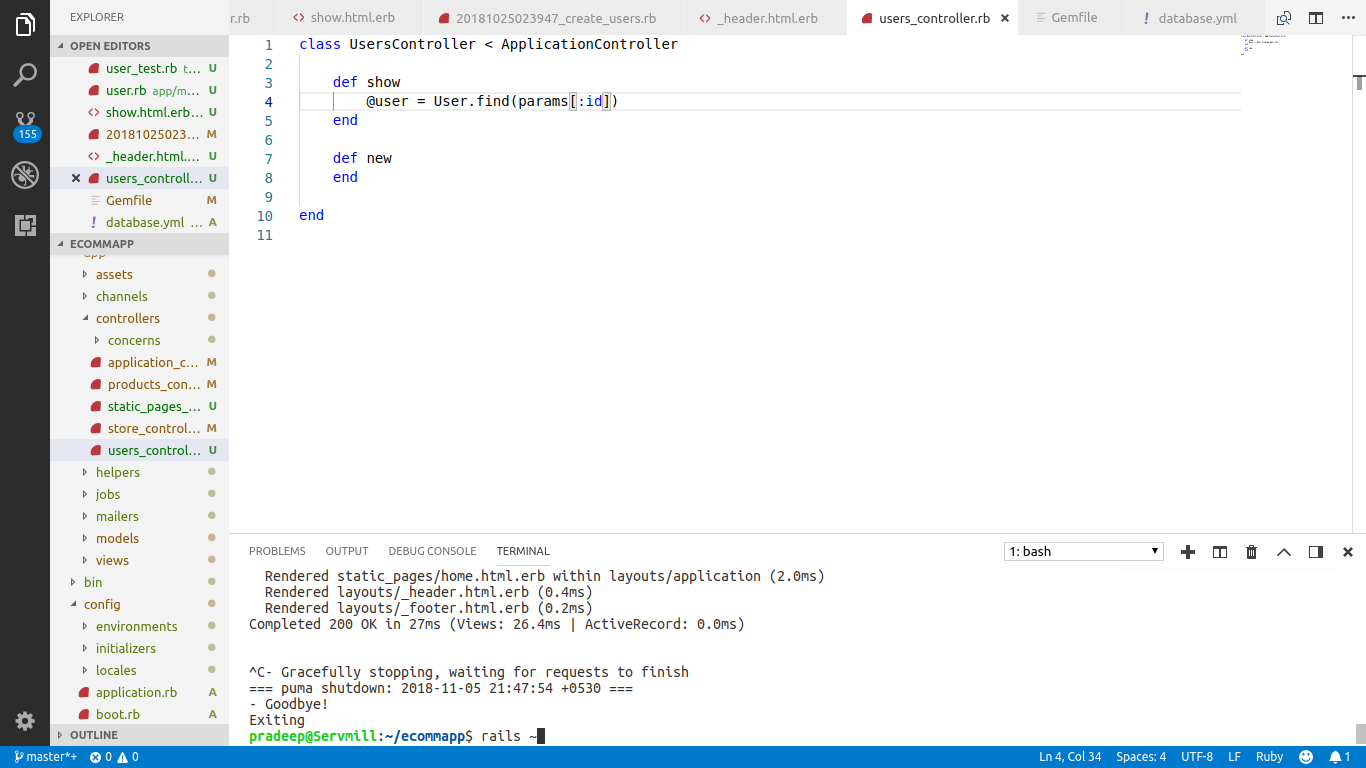 EXPLORER
r.rb
show.html.erb
20181025023947_create_users.rb
_header.html.erb
users_controller.rb
Gemfile
database.yml
OPEN EDITORS
user_test.rb t... U
user.rb app/m... U
show.html.erb... U
20181025023... M
_header.html.... U
users_controll... U
Gemfile M
database.yml ... A
155
ECOMMAPP
app
assets
channels
controllers
concerns
application_c... M
products_con... M
static_pages_... U
store_control... M
users_control... U
helpers
jobs
mailers
models
views
bin
config
environments
initializers
locales
application.rb A
boot.rb A
OUTLINE
1 class UsersController < ApplicationController
2
3 def show
4 @user = User.find(params[:id])
5 end
6
7 def new
8 end
9
10 end
11
PROBLEMS OUTPUT DEBUG CONSOLE TERMINAL
1: bash
Rendered static_pages/home.html.erb within layouts/application (2.0ms)
Rendered layouts/_header.html.erb (0.4ms)
Rendered layouts/_footer.html.erb (0.2ms)
Completed 200 OK in 27ms (Views: 26.4ms | ActiveRecord: 0.0ms)
^C- Gracefully stopping, waiting for requests to finish
=== puma shutdown: 2018-11-05 21:47:54 +0530 ===
- Goodbye!
Exiting
pradeep@Servmill:~/ecommapp$ rails ~
master*+ 0 0 Ln 4, Col 34 Spaces: 4 UTF-8 LF Ruby 1